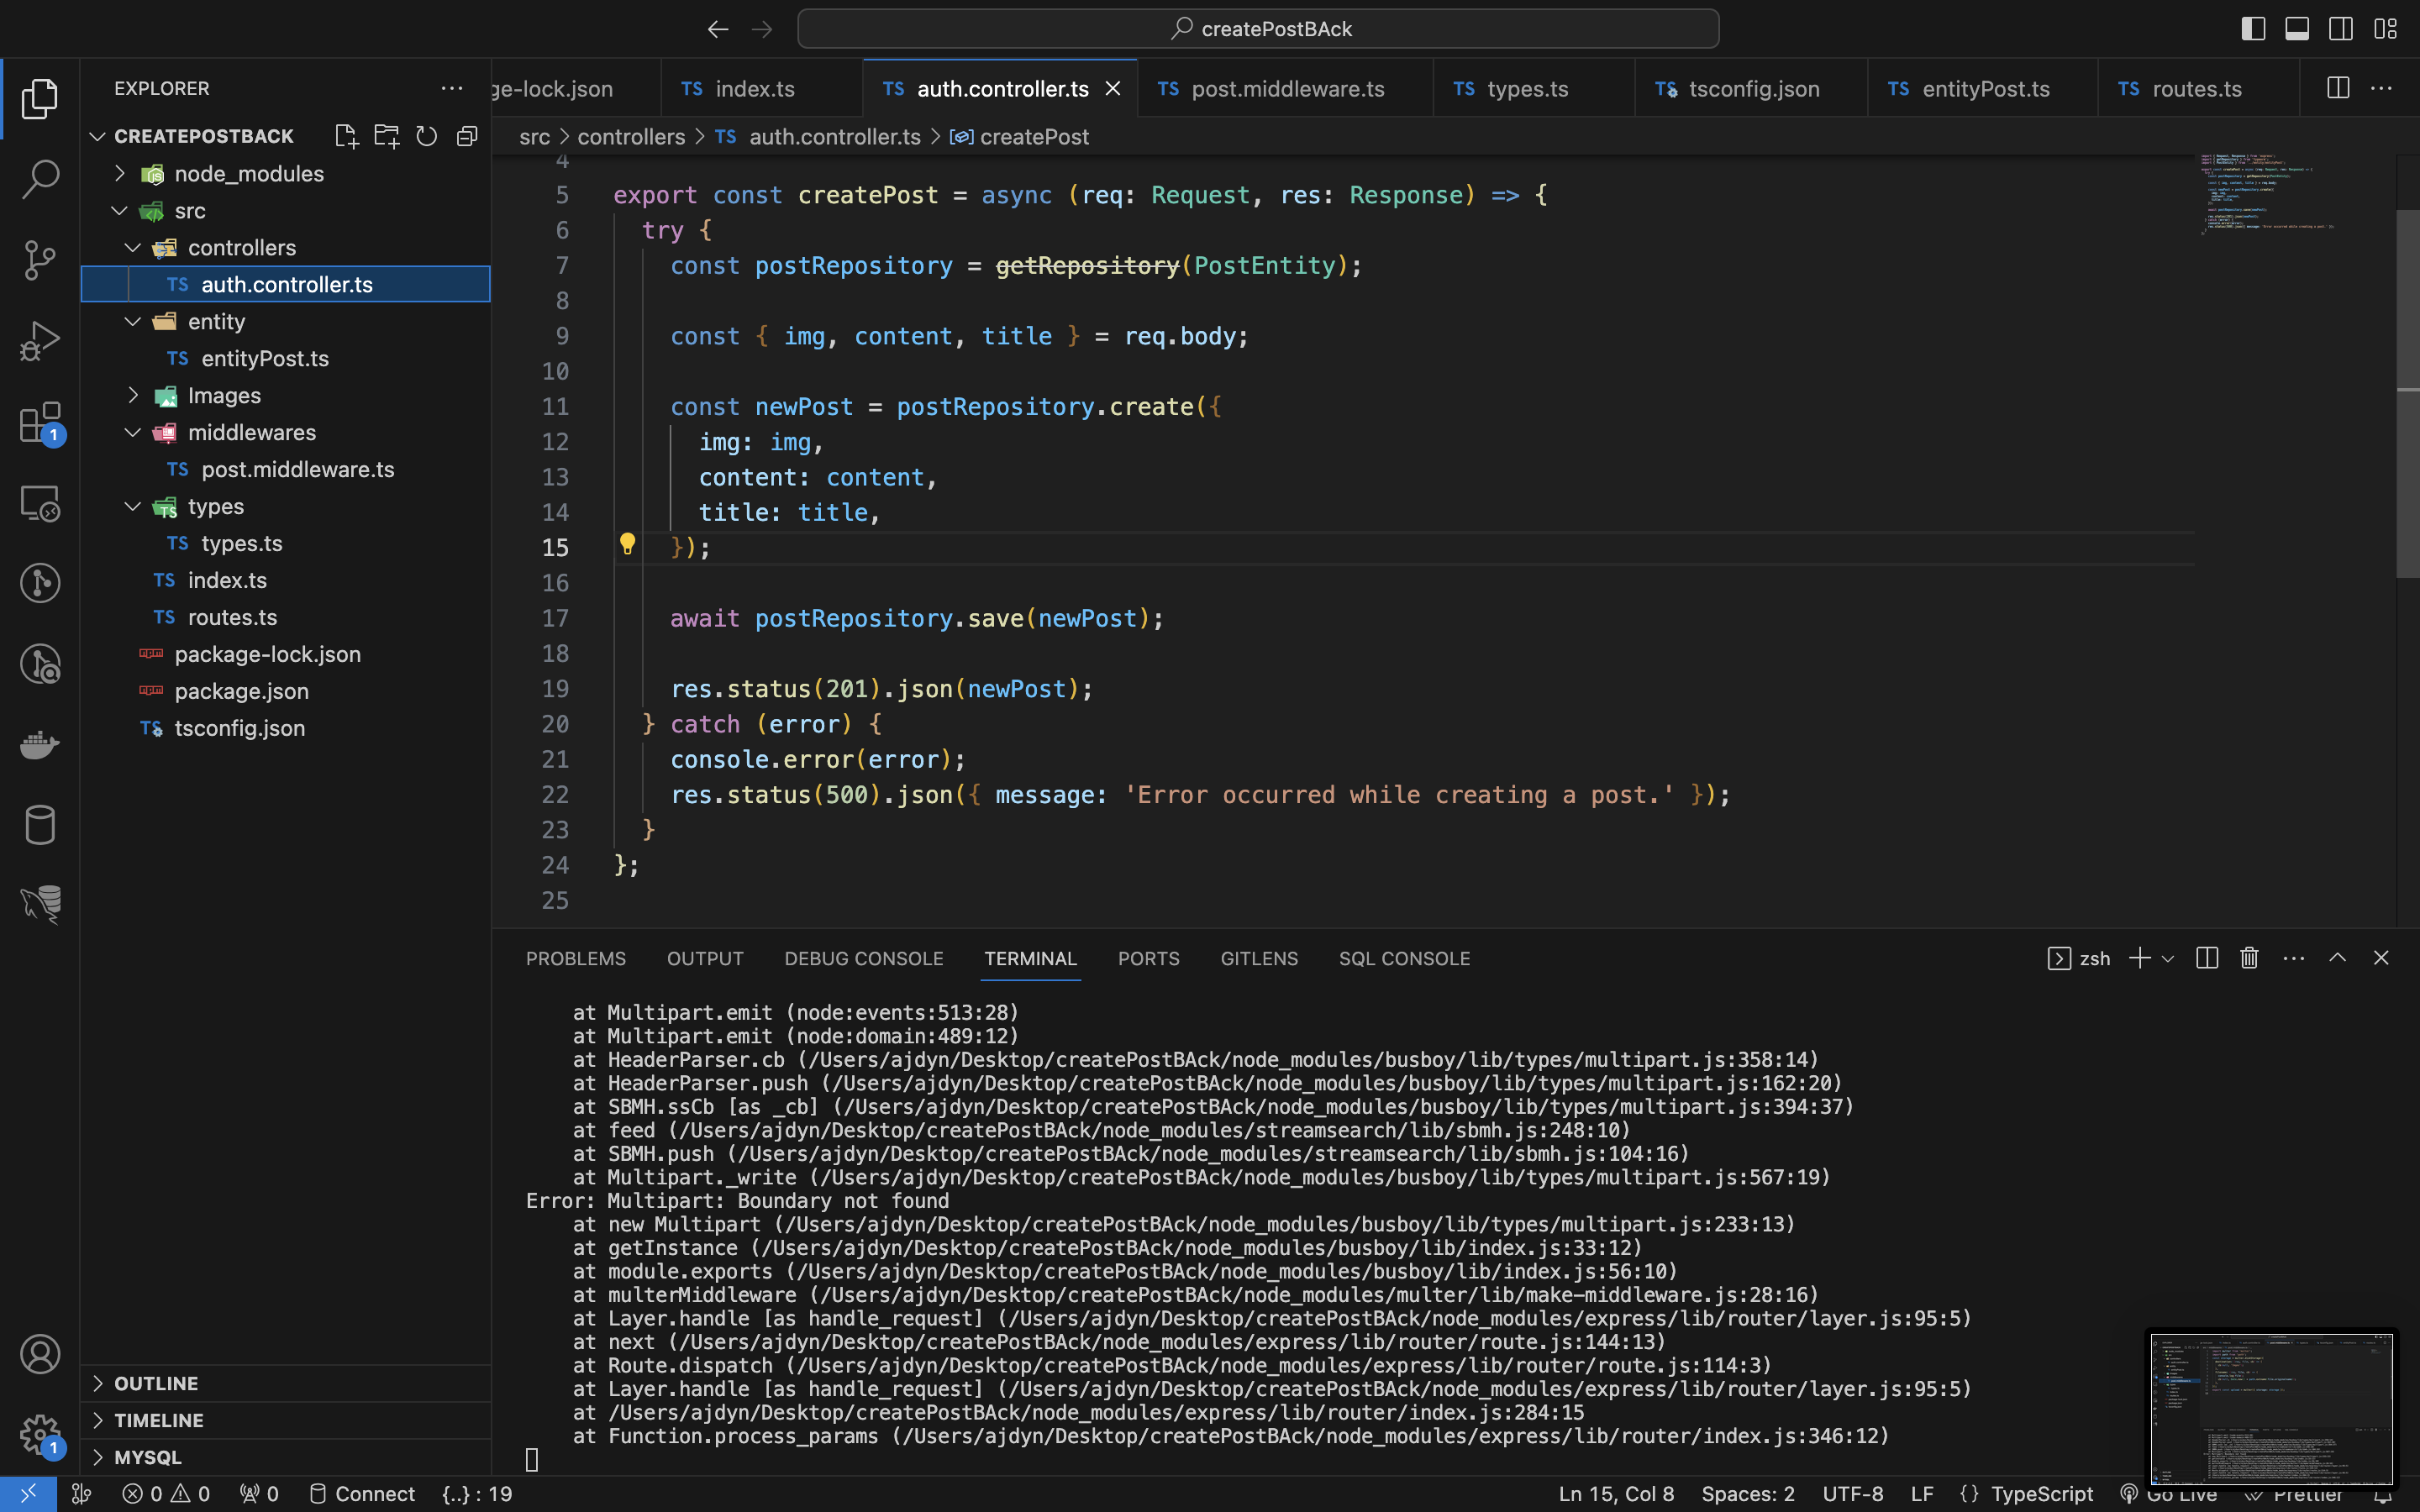 createPostBAck
EXPLORER
ge-lock.json
TS index.ts
TS auth.controller.ts
TS post.middleware.ts
TS types.ts
TS tsconfig.json
TS entityPost.ts
TS routes.ts
src > controllers > TS auth.controller.ts > createPost
CREATEPOSTBACK
node_modules
src
controllers
TS auth.controller.ts
entity
TS entityPost.ts
Images
middlewares
TS post.middleware.ts
types
TS types.ts
TS index.ts
TS routes.ts
package-lock.json
package.json
TS tsconfig.json
OUTLINE
TIMELINE
MYSQL
1
1
4
5 export const createPost = async (req: Request, res: Response) => {
6 try {
7 const postRepository = getRepository(PostEntity);
8
9 const { img, content, title } = req.body;
10
11 const newPost = postRepository.create({
12 img: img,
13 content: content,
14 title: title,
15 });
16
17 await postRepository.save(newPost);
18
19 res.status(201).json(newPost);
20 } catch (error) {
21 console.error(error);
22 res.status(500).json({ message: 'Error occurred while creating a post.' });
23 }
24 };
25
PROBLEMS OUTPUT DEBUG CONSOLE TERMINAL PORTS GITLENS SQL CONSOLE
zsh
at Multipart.emit (node:events:513:28)
at Multipart.emit (node:domain:489:12)
at HeaderParser.cb (/Users/ajdyn/Desktop/createPostBAck/node_modules/busboy/lib/types/multipart.js:358:14)
at HeaderParser.push (/Users/ajdyn/Desktop/createPostBAck/node_modules/busboy/lib/types/multipart.js:162:20)
at SBMH.ssCb [as _cb] (/Users/ajdyn/Desktop/createPostBAck/node_modules/busboy/lib/types/multipart.js:394:37)
at feed (/Users/ajdyn/Desktop/createPostBAck/node_modules/streamsearch/lib/sbmh.js:248:10)
at SBMH.push (/Users/ajdyn/Desktop/createPostBAck/node_modules/streamsearch/lib/sbmh.js:104:16)
at Multipart._write (/Users/ajdyn/Desktop/createPostBAck/node_modules/busboy/lib/types/multipart.js:567:19)
Error: Multipart: Boundary not found
at new Multipart (/Users/ajdyn/Desktop/createPostBAck/node_modules/busboy/lib/types/multipart.js:233:13)
at getInstance (/Users/ajdyn/Desktop/createPostBAck/node_modules/busboy/lib/index.js:33:12)
at module.exports (/Users/ajdyn/Desktop/createPostBAck/node_modules/busboy/lib/index.js:56:10)
at multerMiddleware (/Users/ajdyn/Desktop/createPostBAck/node_modules/multer/lib/make-middleware.js:28:16)
at Layer.handle [as handle_request] (/Users/ajdyn/Desktop/createPostBAck/node_modules/express/lib/router/layer.js:95:5)
at next (/Users/ajdyn/Desktop/createPostBAck/node_modules/express/lib/router/route.js:144:13)
at Route.dispatch (/Users/ajdyn/Desktop/createPostBAck/node_modules/express/lib/router/route.js:114:3)
at Layer.handle [as handle_request] (/Users/ajdyn/Desktop/createPostBAck/node_modules/express/lib/router/layer.js:95:5)
at /Users/ajdyn/Desktop/createPostBAck/node_modules/express/lib/router/index.js:284:15
at Function.process_params (/Users/ajdyn/Desktop/createPostBAck/node_modules/express/lib/router/index.js:346:12)
0 0 0 Connect {..} : 19 Ln 15, Col 8 Spaces: 2 UTF-8 LF {} TypeScript Go Live Prettier